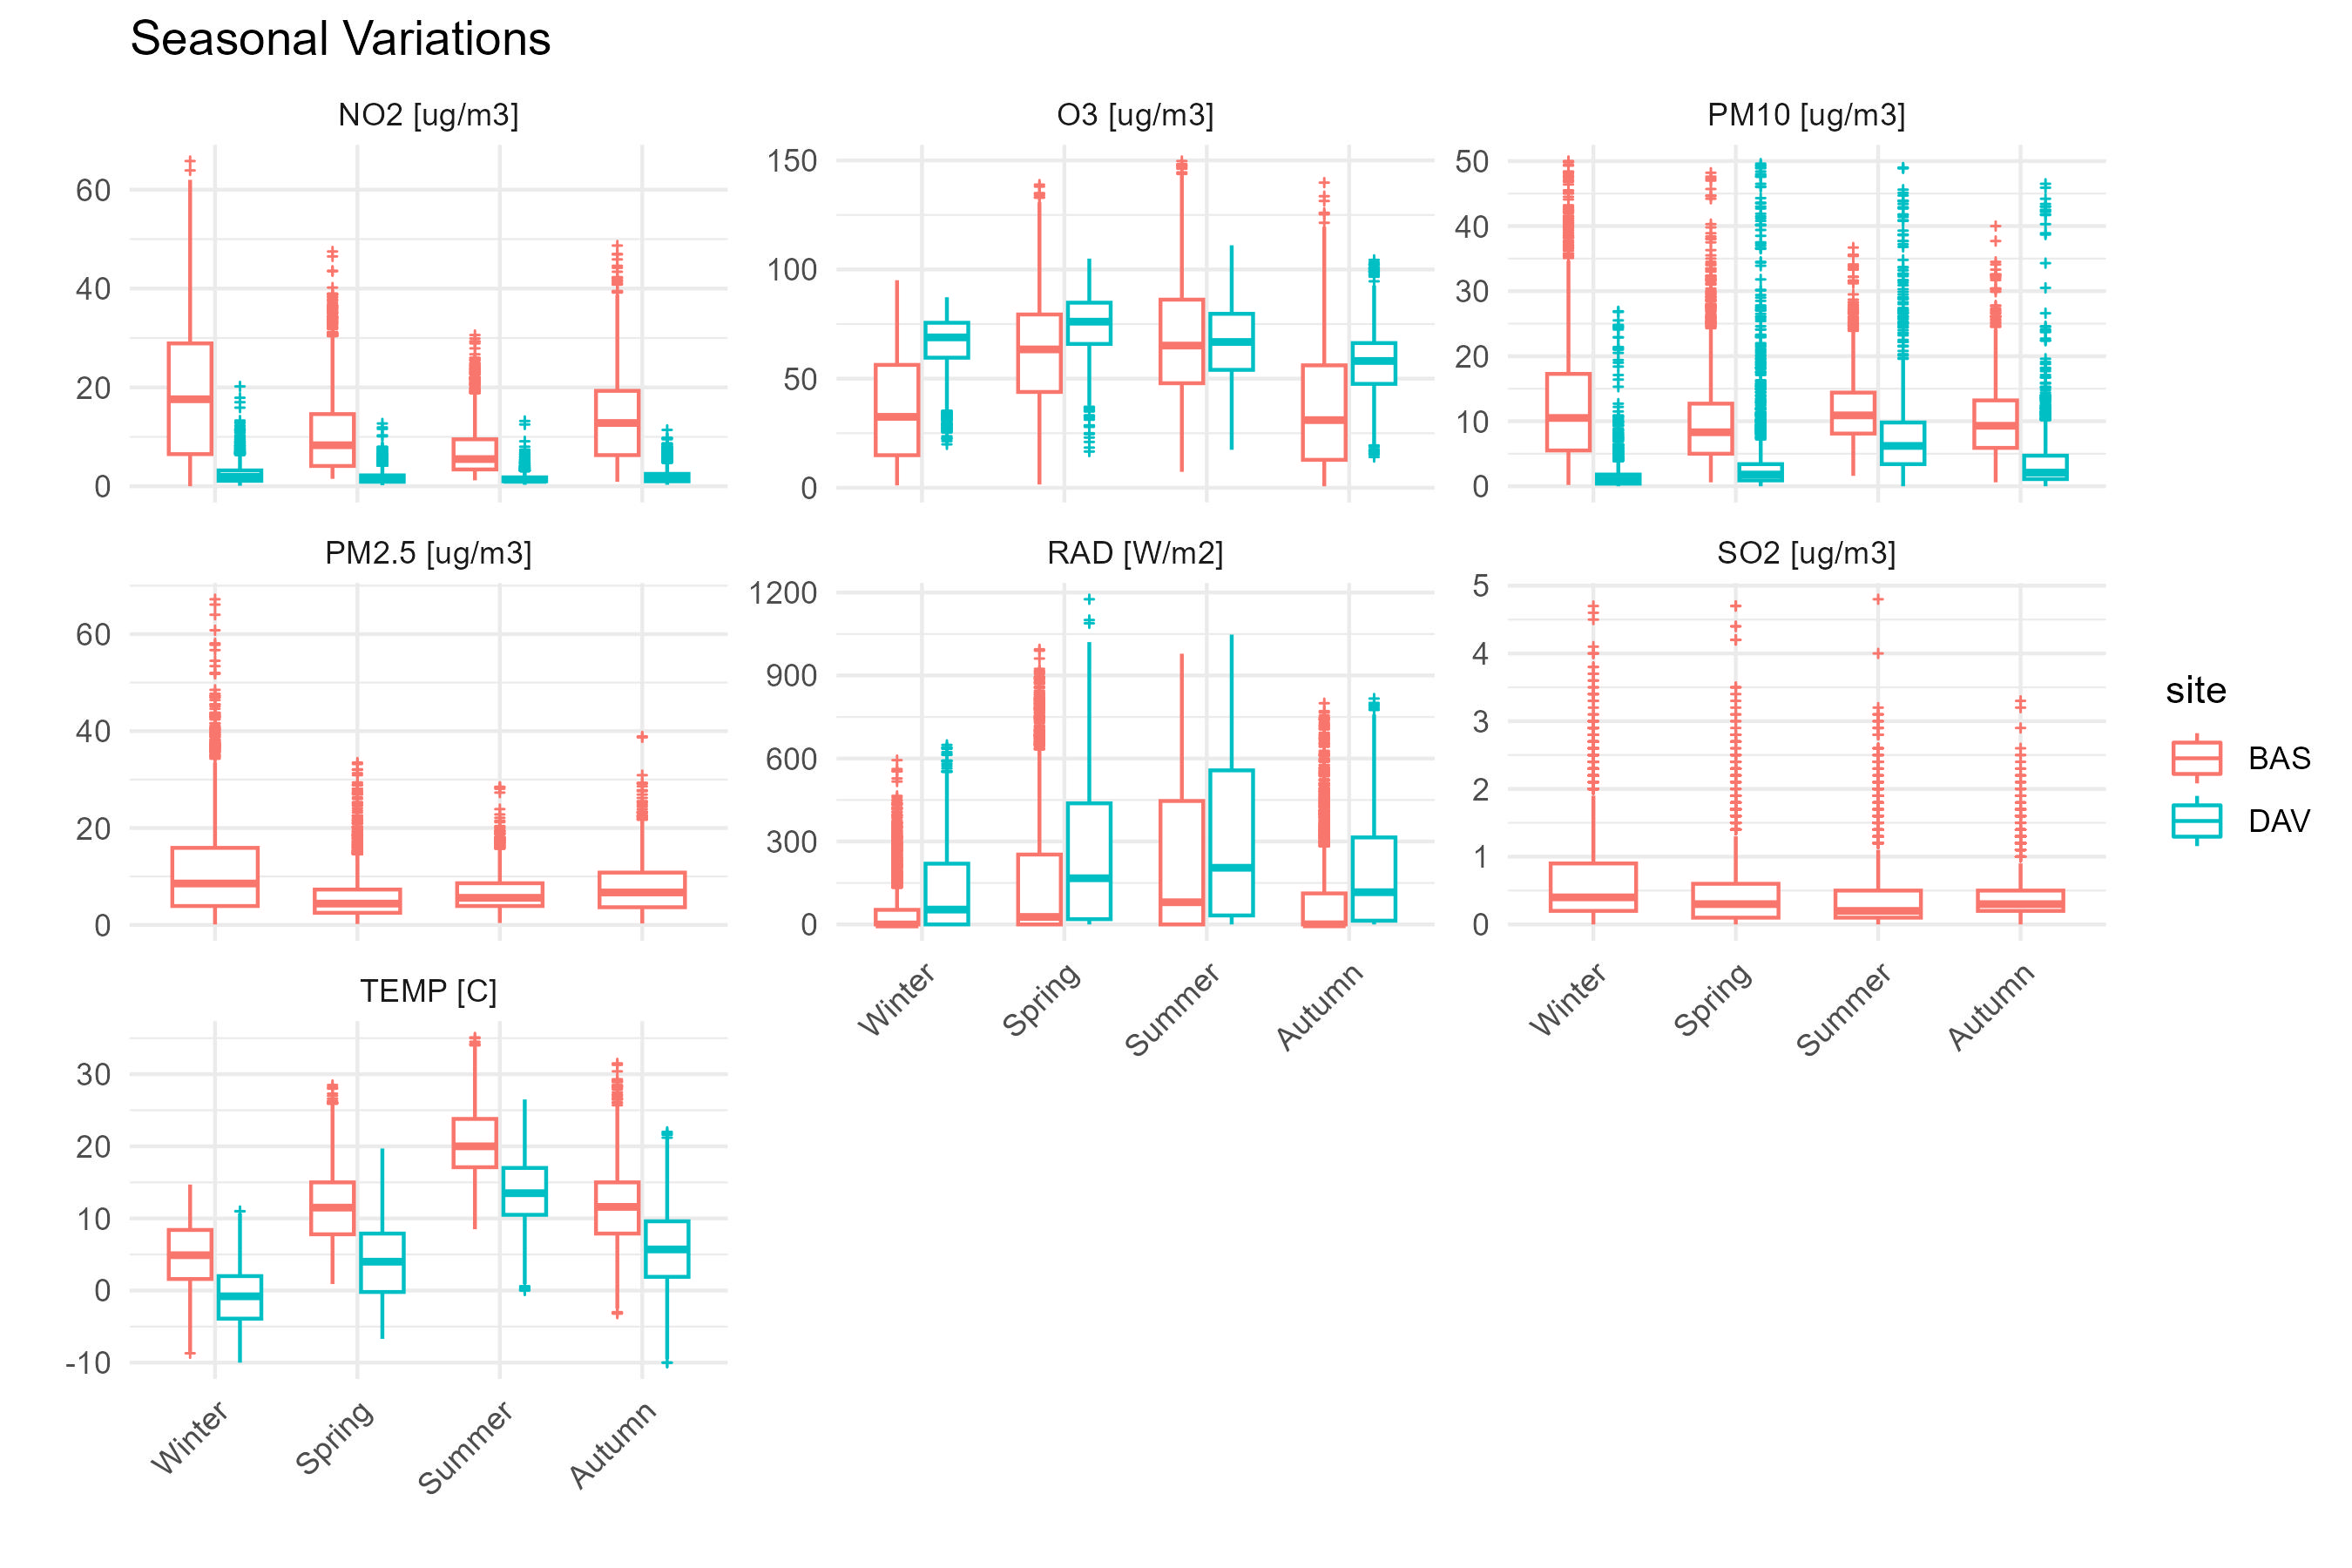 Seasonal Variations
NO2 [ug/m3]
O3 [ug/m3]
PM10 [ug/m3]
60
40
20
0
150
100
50
0
50
40
30
20
10
0
PM2.5 [ug/m3]
RAD [W/m2]
SO2 [ug/m3]
60
40
20
0
1200
900
600
300
0
5
4
3
2
1
0
site
BAS
DAV
Winter
Spring
Summer
Autumn
Winter
Spring
Summer
Autumn
TEMP [C]
30
20
10
0
-10
Winter
Spring
Summer
Autumn